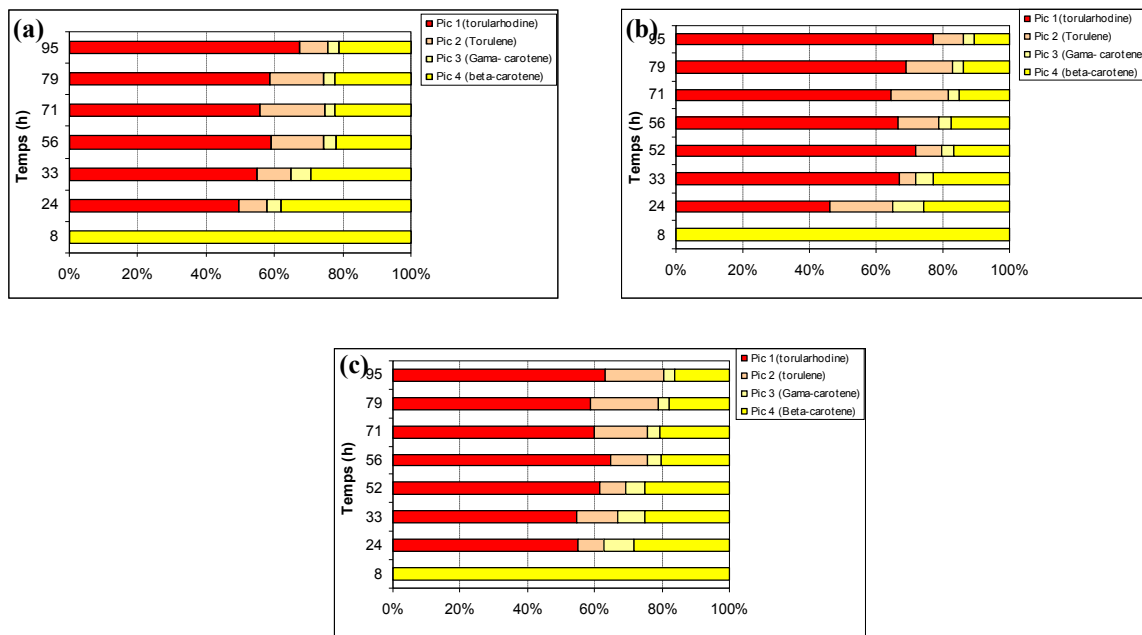 (a)
Pic 1 (torularhodine)
Pic 2 (Torulene)
Pic 3 (Gama- carotene)
Pic 4 (beta-carotene)
Temps (h)
95
79
71
56
33
24
8
0% 20% 40% 60% 80% 100%
(b)
Pic 1 (torularhodine)
Pic 2 (Torulene)
Pic 3 (Gama- carotene)
Pic 4 (beta-carotene)
Temps (h)
95
79
71
56
52
33
24
8
0% 20% 40% 60% 80% 100%
(c)
Pic 1 (torularhodine)
Pic 2 (torulene)
Pic 3 (Gama-carotene)
Pic 4 (Beta-carotene)
Temps (h)
95
79
71
56
52
33
24
8
0% 20% 40% 60% 80% 100%